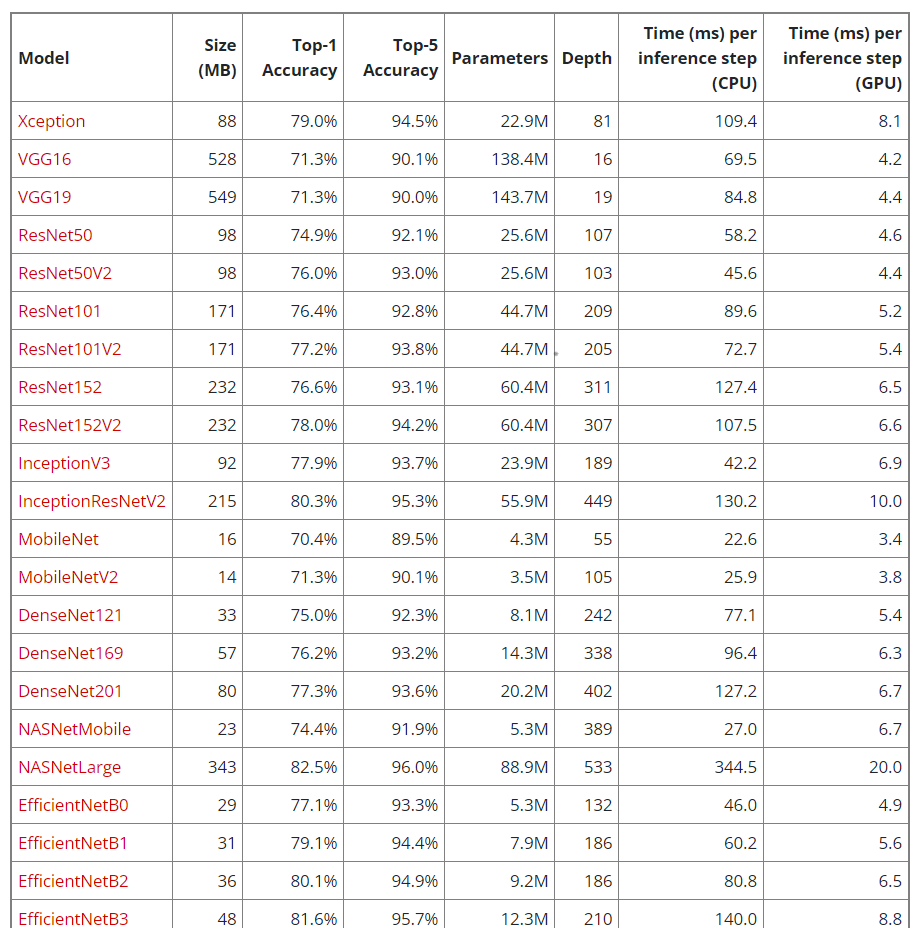 Model Size (MB) Top-1 Accuracy Top-5 Accuracy Parameters Depth Time (ms) per inference step (CPU) Time (ms) per inference step (GPU)
Xception 88 79.0% 94.5% 22.9M 81 109.4 8.1
VGG16 528 71.3% 90.1% 138.4M 16 69.5 4.2
VGG19 549 71.3% 90.0% 143.7M 19 84.8 4.4
ResNet50 98 74.9% 92.1% 25.6M 107 58.2 4.6
ResNet50V2 98 76.0% 93.0% 25.6M 103 45.6 4.4
ResNet101 171 76.4% 92.8% 44.7M 209 89.6 5.2
ResNet101V2 171 77.2% 93.8% 44.7M 205 72.7 5.4
ResNet152 232 76.6% 93.1% 60.4M 311 127.4 6.5
ResNet152V2 232 78.0% 94.2% 60.4M 307 107.5 6.6
InceptionV3 92 77.9% 93.7% 23.9M 189 42.2 6.9
InceptionResNetV2 215 80.3% 95.3% 55.9M 449 130.2 10.0
MobileNet 16 70.4% 89.5% 4.3M 55 22.6 3.4
MobileNetV2 14 71.3% 90.1% 3.5M 105 25.9 3.8
DenseNet121 33 75.0% 92.3% 8.1M 242 77.1 5.4
DenseNet169 57 76.2% 93.2% 14.3M 338 96.4 6.3
DenseNet201 80 77.3% 93.6% 20.2M 402 127.2 6.7
NASNetMobile 23 74.4% 91.9% 5.3M 389 27.0 6.7
NASNetLarge 343 82.5% 96.0% 88.9M 533 344.5 20.0
EfficientNetB0 29 77.1% 93.3% 5.3M 132 46.0 4.9
EfficientNetB1 31 79.1% 94.4% 7.9M 186 60.2 5.6
EfficientNetB2 36 80.1% 94.9% 9.2M 186 80.8 6.5
EfficientNetB3 48 81.6% 95.7% 12.3M 210 140.0 8.8